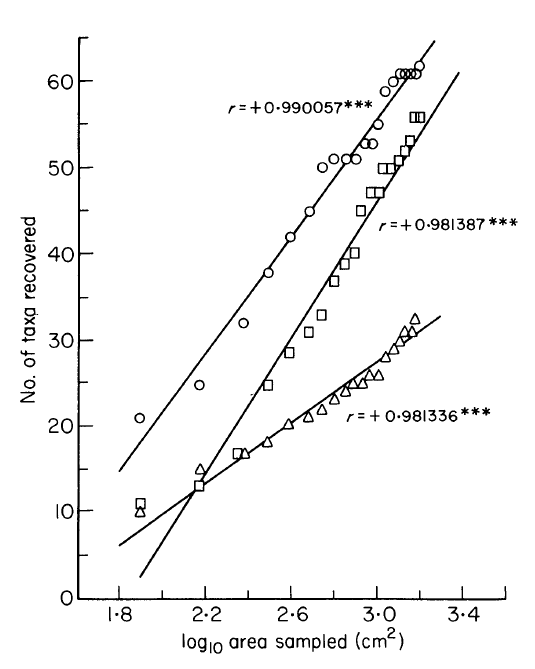 60
r=+0·990057***
50
r=+0·981387***
40
No. of taxa recovered
30
20
r=+0·981336***
10
0
1·8 2·2 2·6 3·0 3·4
log10 area sampled (cm2)